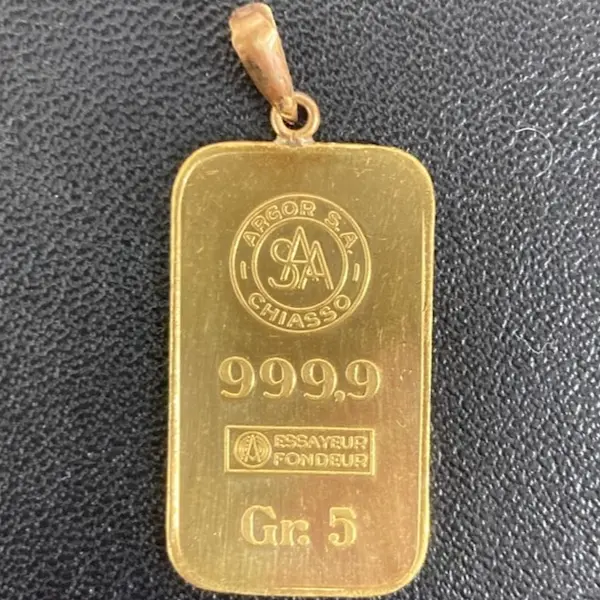 ARGOR S.A.
SAA
CHIASSO
999,9
ESSAYEUR
FONDEUR
Gr. 5